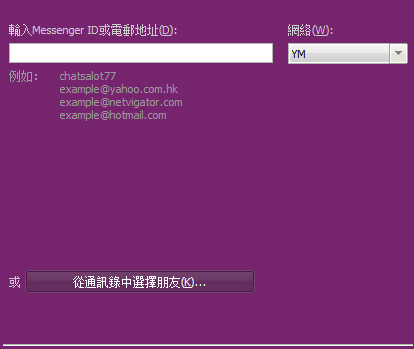 輸入Messenger ID或電郵地址(D):
網絡(W):
YM
例如:
chatsalot77
example@yahoo.com.hk
example@netvigator.com
example@hotmail.com
或
從通訊錄中選擇朋友(K)...